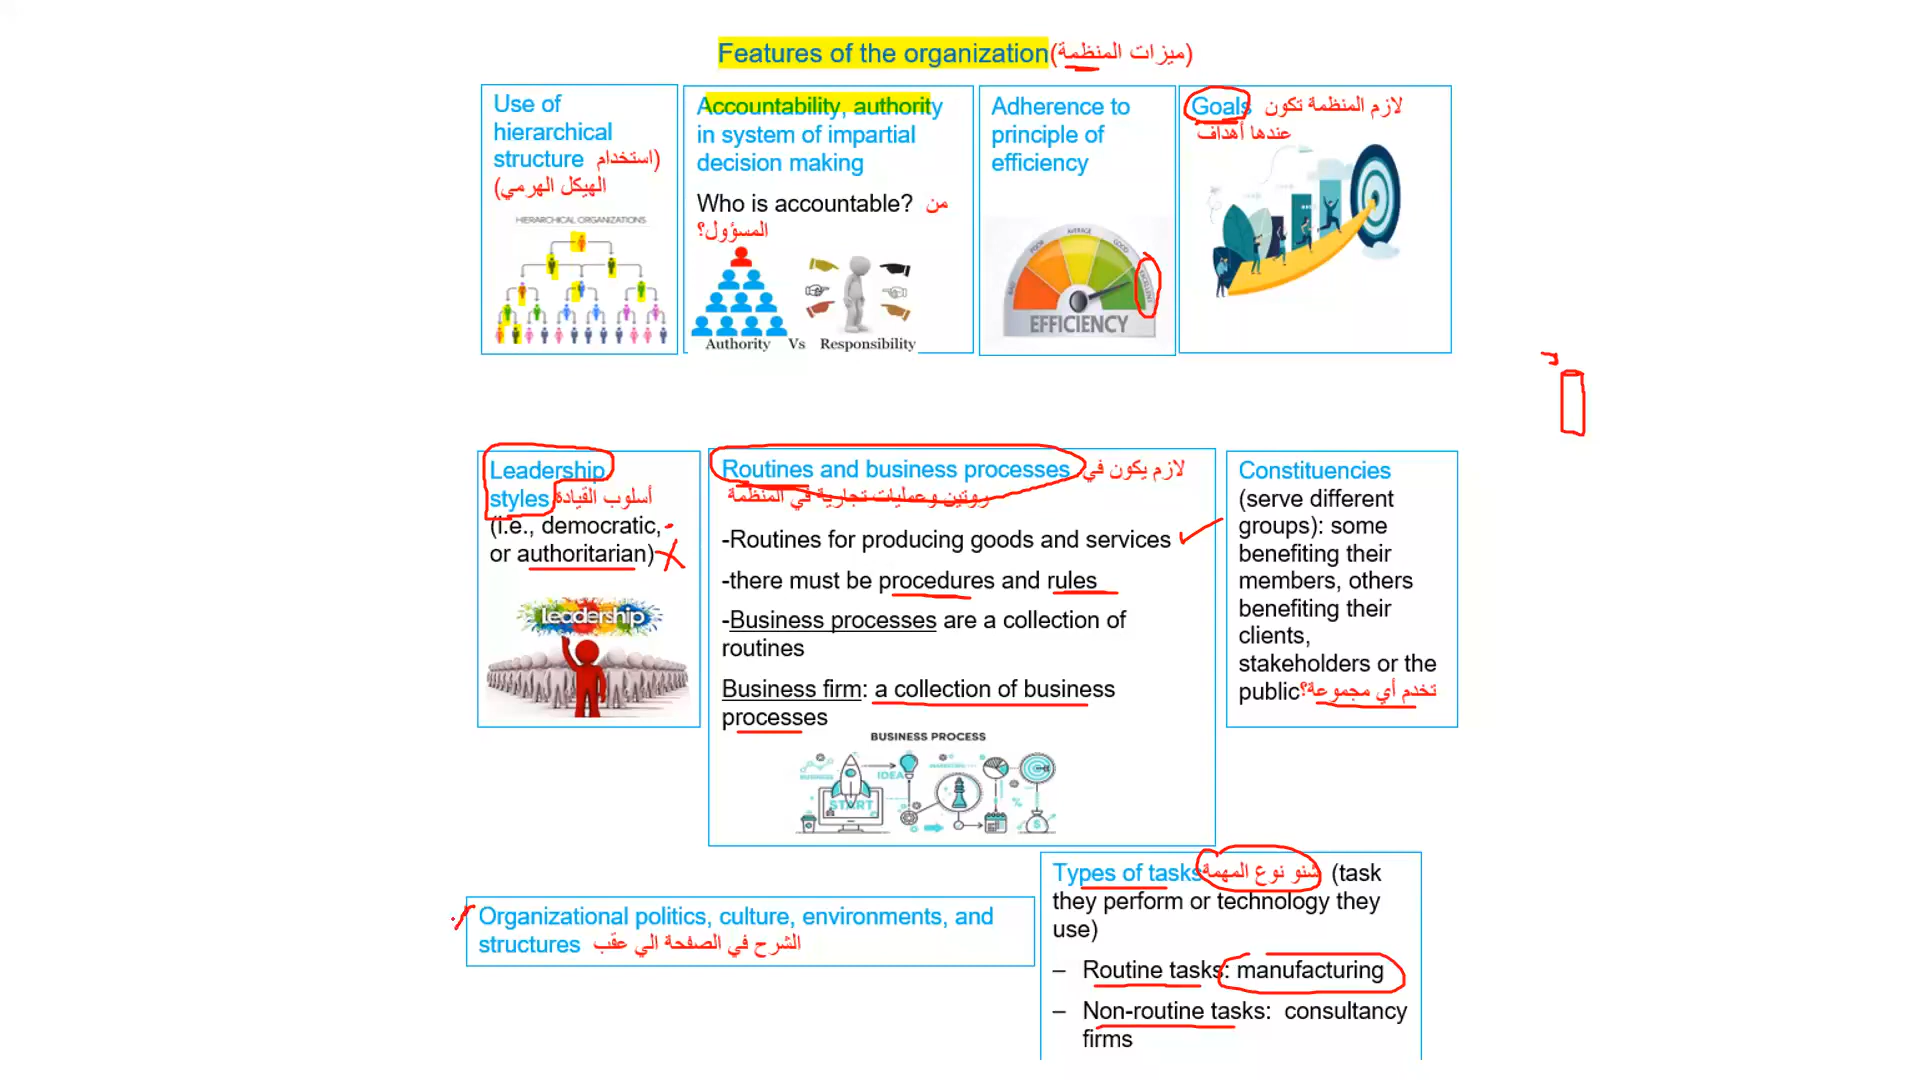 Features of the organization(ميزات المنظمة)
Use of
hierarchical
structure (استخدام
الهيكل الهرمي)
HIERARCHICAL ORGANIZATIONS
Accountability, authority
in system of impartial
decision making
Who is accountable? من
المسؤول؟
Authority Vs Responsibility
Adherence to
principle of
efficiency
POOR
AVERAGE
GOOD
EXCELLENT
EFFICIENCY
Goals لازم المنظمة تكون
عندها أهداف
Leadership
styles أسلوب القيادة
(i.e., democratic,
or authoritarian)
leadership
Routines and business processes لازم يكون في
روتين وعمليات تجارية في المنظمة
-Routines for producing goods and services
-there must be procedures and rules
-Business processes are a collection of
routines
Business firm: a collection of business
processes
BUSINESS PROCESS
IDEA
START
Constituencies
(serve different
groups): some
benefiting their
members, others
benefiting their
clients,
stakeholders or the
public تخدم أي مجموعة؟
Organizational politics, culture, environments, and
structures الشرح في الصفحة الي عقب
Types of tasks شنو نوع المهمة (task
they perform or technology they
use)
– Routine tasks: manufacturing
– Non-routine tasks: consultancy
firms